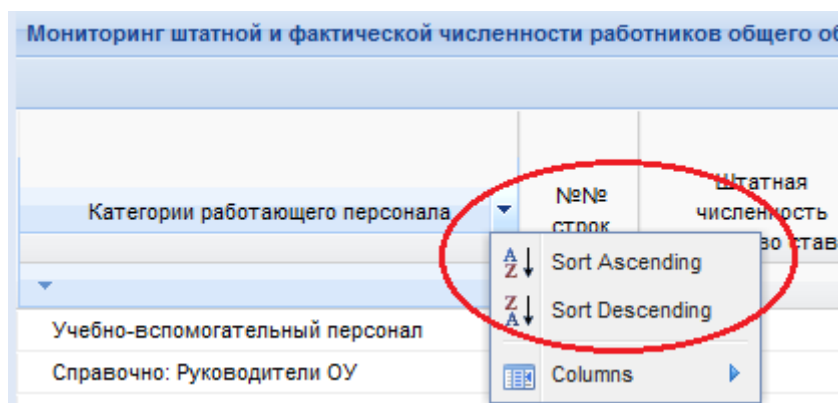 Мониторинг штатной и фактической численности работников общего
№№
Штатная
Категории работающего персонала
строк
численность
Sort Ascending
Sort Descending
Учебно-вспомогательный персонал
Справочно: Руководители ОУ
Columns